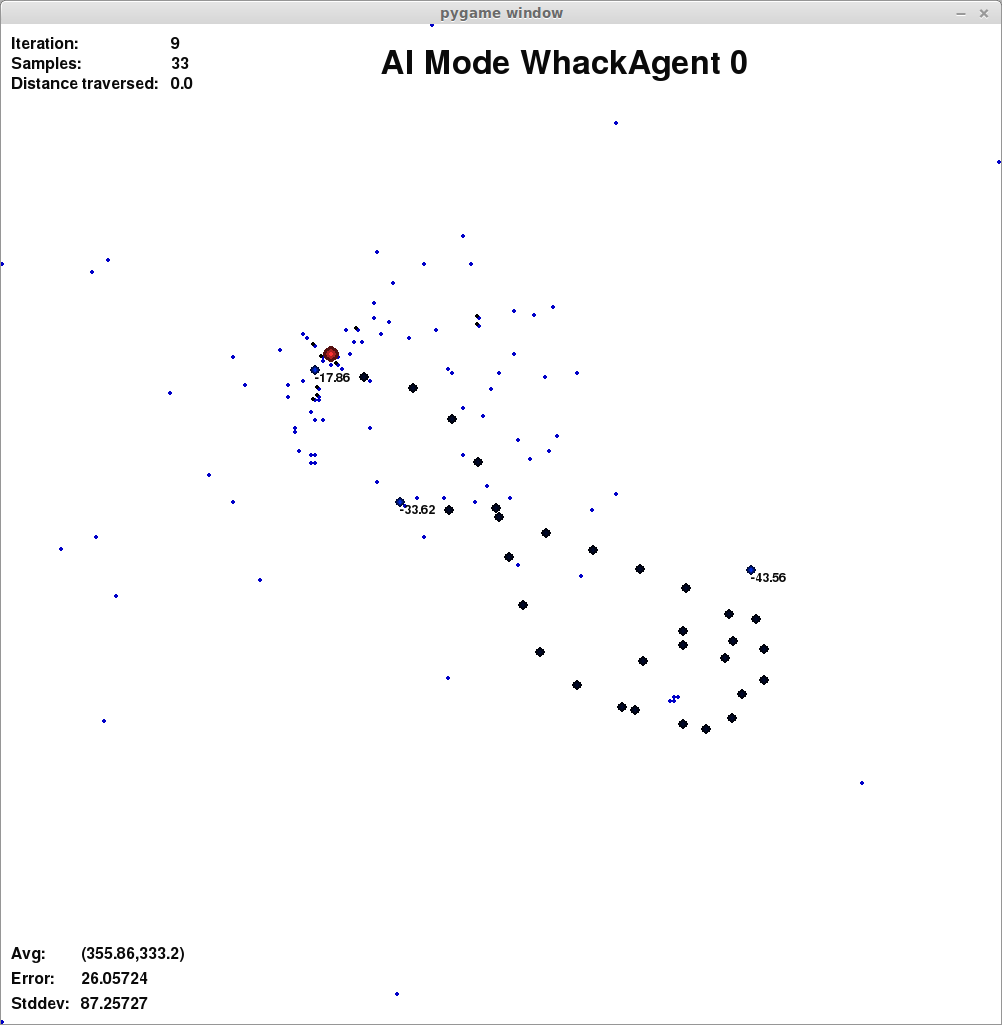 pygame window
Iteration: 9
Samples: 33
Distance traversed: 0.0
AI Mode WhackAgent 0
-17.86
-33.62
-43.56
Avg: (355.86,333.2)
Error: 26.05724
Stddev: 87.25727